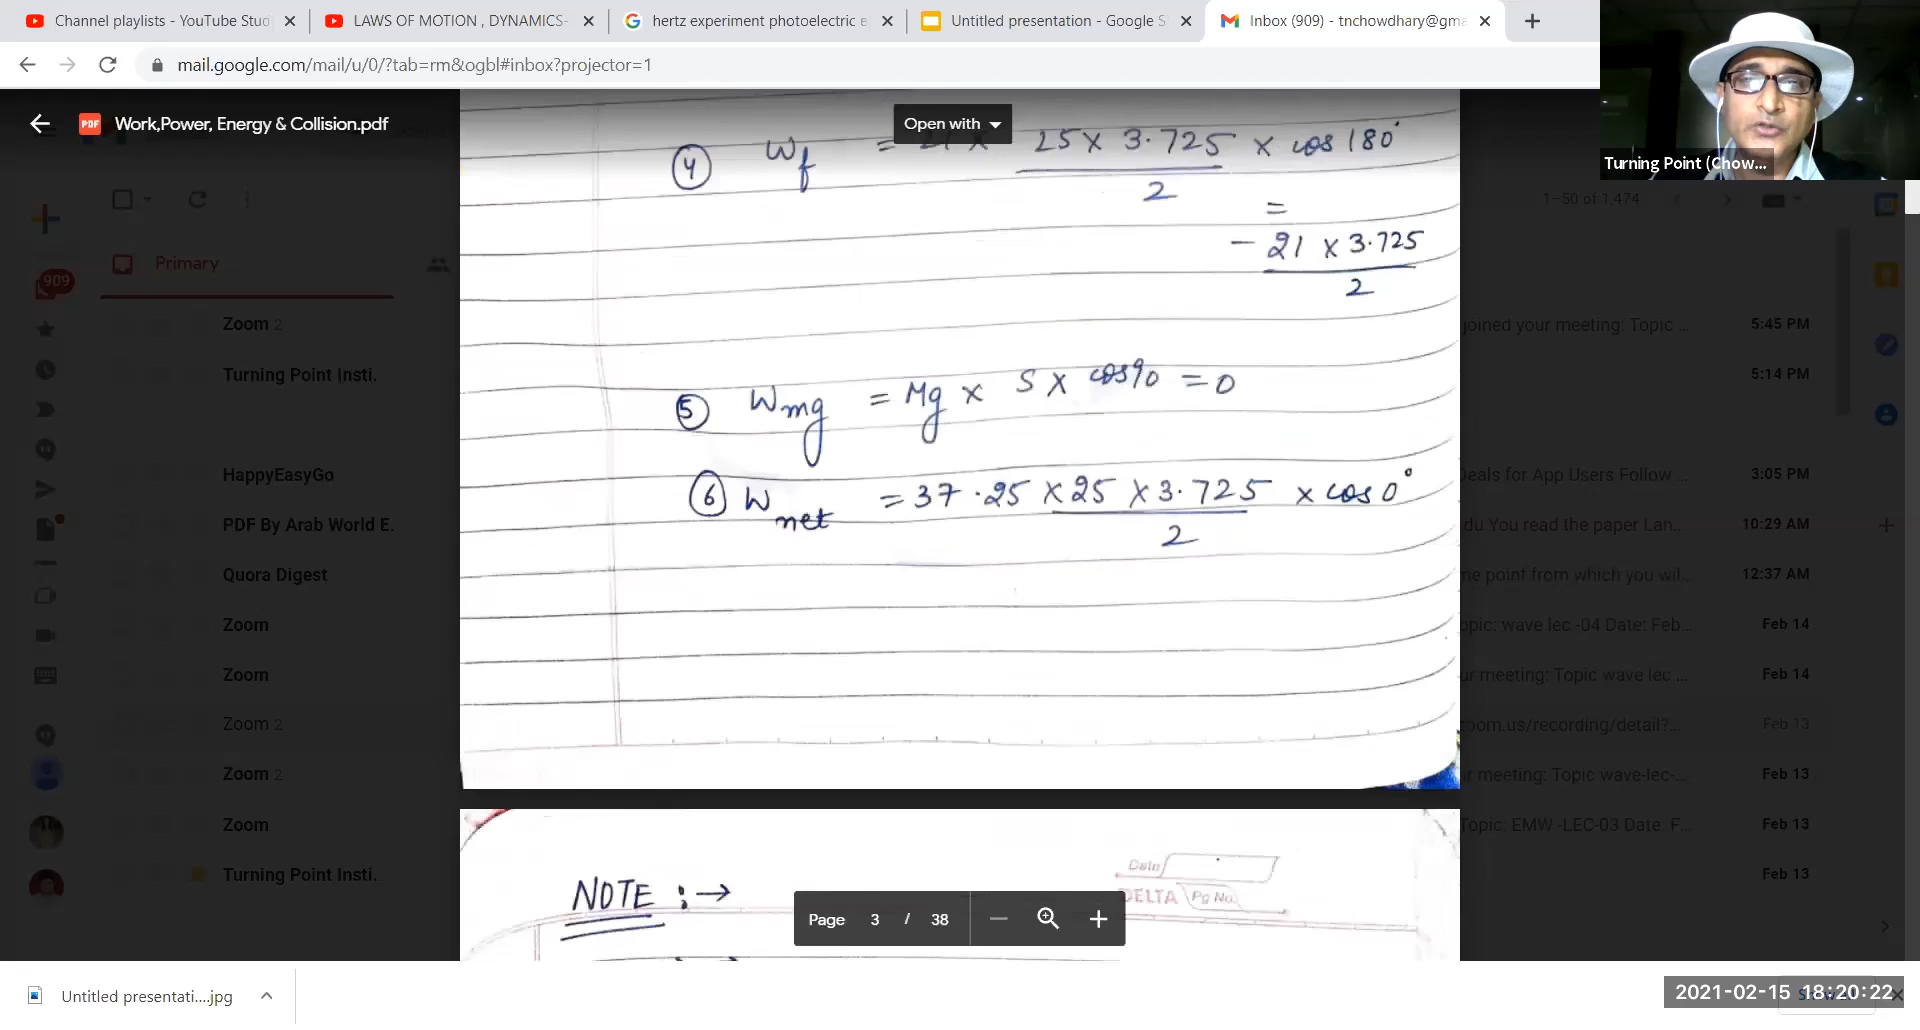 Channel playlists - YouTube Stud
LAWS OF MOTION , DYNAMICS-
hertz experiment photoelectric e
Untitled presentation - Google S
Inbox (909) - tnchowdhary@gma
mail.google.com/mail/u/0/?tab=rm&ogbl#inbox?projector=1
PDF Work,Power, Energy & Collision.pdf
Open with
Turning Point (Chow...
④ Wf = 21 × 25 × 3.725 × cos 180°
2
=
- 21 × 3.725
2
⑤ Wmg = Mg × S × cos90 = 0
⑥ Wnet = 37.25 × 25 × 3.725 × cos 0°
2
NOTE :→
Date
DELTA Pg No.
Page 3 / 38
1–50 of 1,474
Primary
909
Zoom 2
joined your meeting: Topic ...
5:45 PM
Turning Point Insti.
5:14 PM
HappyEasyGo
Deals for App Users Follow ...
3:05 PM
PDF By Arab World E.
du You read the paper Lan...
10:29 AM
Quora Digest
ne point from which you wil...
12:37 AM
Zoom
opic: wave lec -04 Date: Feb...
Feb 14
Zoom
ur meeting: Topic wave lec ...
Feb 14
Zoom 2
zoom.us/recording/detail?...
Feb 13
Zoom 2
r meeting: Topic wave-lec-...
Feb 13
Zoom
Topic: EMW -LEC-03 Date: F...
Feb 13
Turning Point Insti.
Feb 13
Untitled presentati....jpg
2021-02-15 18:20:22